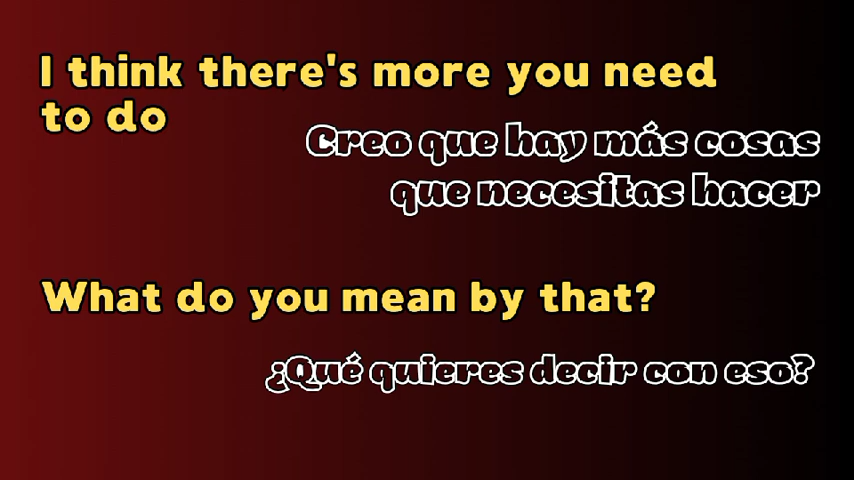 I think there's more you need
to do
Creo que hay más cosas
que necesitas hacer
What do you mean by that?
¿Qué quieres decir con eso?